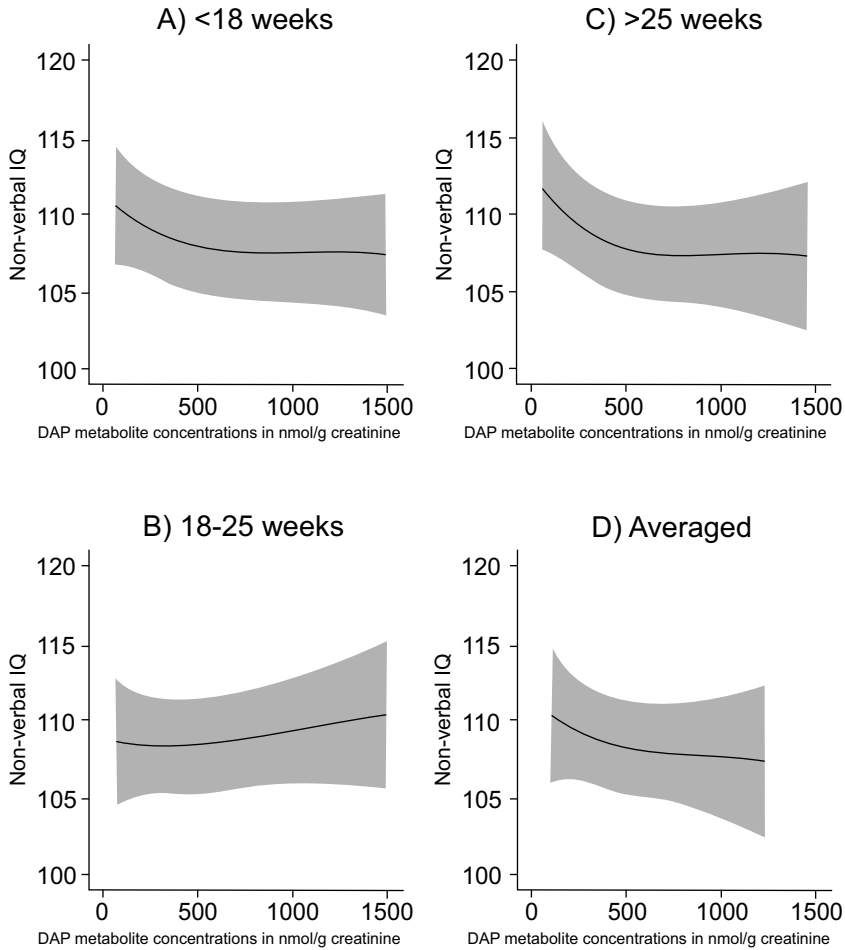 A) <18 weeks
Non-verbal IQ
120
115
110
105
100
0 500 1000 1500
DAP metabolite concentrations in nmol/g creatinine
C) >25 weeks
Non-verbal IQ
120
115
110
105
100
0 500 1000 1500
DAP metabolite concentrations in nmol/g creatinine
B) 18-25 weeks
Non-verbal IQ
120
115
110
105
100
0 500 1000 1500
DAP metabolite concentrations in nmol/g creatinine
D) Averaged
Non-verbal IQ
120
115
110
105
100
0 500 1000 1500
DAP metabolite concentrations in nmol/g creatinine